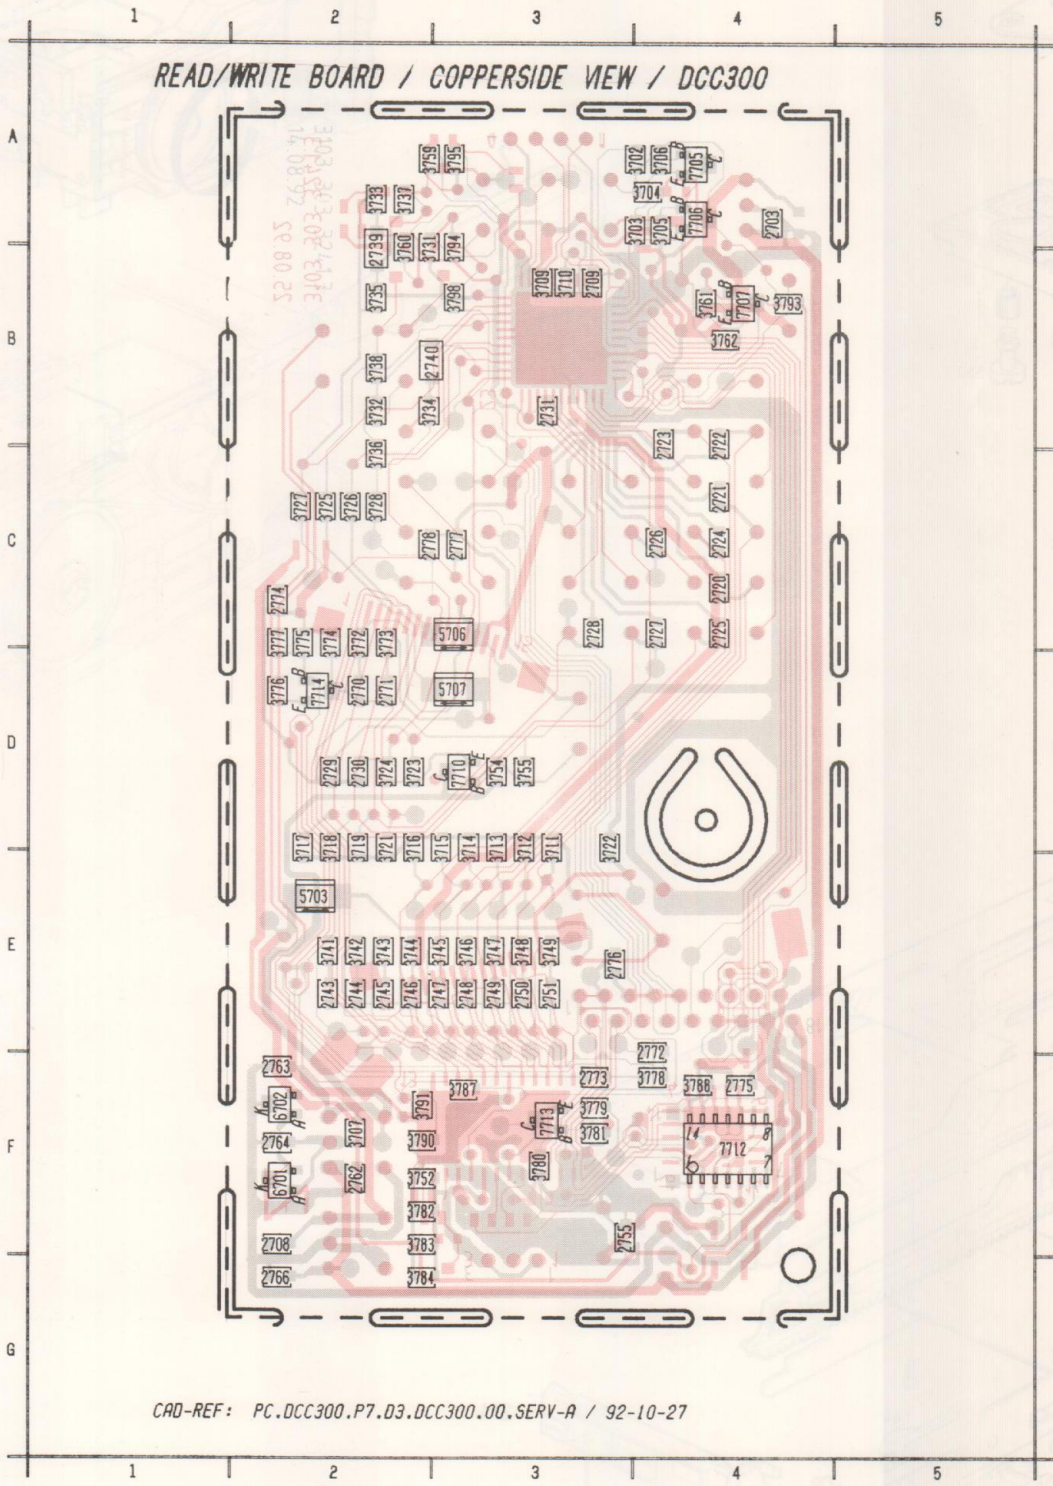 1 2 3 4 5
READ/WRITE BOARD / COPPERSIDE VIEW / DCC300
A
3759 3795 3702 3706 B 7705 C E
3733 3737 3704 B 7706 C E
3703 3705 2703
2739 3760 3731 3794
250892
3709 3710 2709
3735 3798 3761 B 7707 C E 3793
B
3762
3738 2740
3732 3734 2731
3736 2723 2722
3727 3725 3726 3728 2721
C
2778 2777 2726 2724
2774 2720
3777 3775 3774 3772 3773 5706 2728 2727 2725
3776 B 7714 C E 2770 2771 5707
D
2729 2730 3724 3723 C 7710 E B 3754 3755
3717 3718 3719 3721 3716 3715 3714 3713 3712 3711 3722
5703
E
3741 3742 3743 3744 3745 3746 3747 3748 3749 2776
2743 2744 2745 2746 2747 2748 2749 2750 2751
2763 2772
2773 3778 3788 2775
K 6702 A 3791 3787 C 7713 E B 3779
F
2764 3707 3790 3781 14 8
7712
7
K 6701 A 2762 3752 3780
3782
2708 3783 2755
2766 3784
G
CAD-REF: PC.DCC300.P7.D3.DCC300.00.SERV-A / 92-10-27
1 2 3 4 5